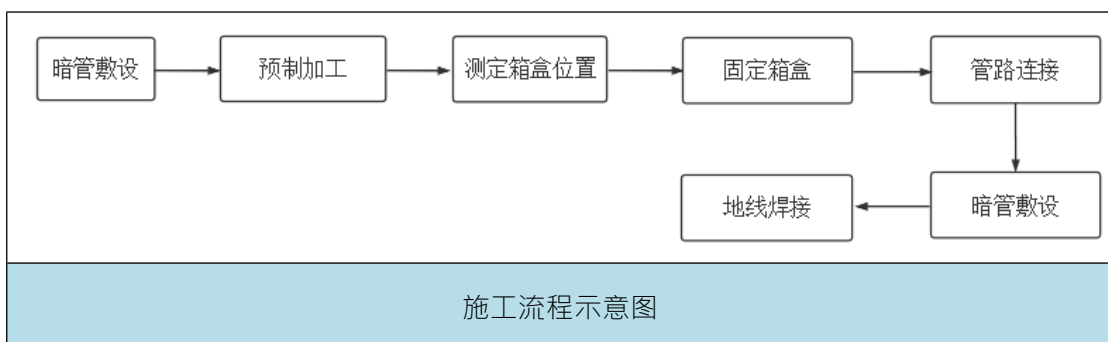 暗管敷设
预制加工
测定箱盒位置
固定箱盒
管路连接
地线焊接
暗管敷设
施工流程示意图